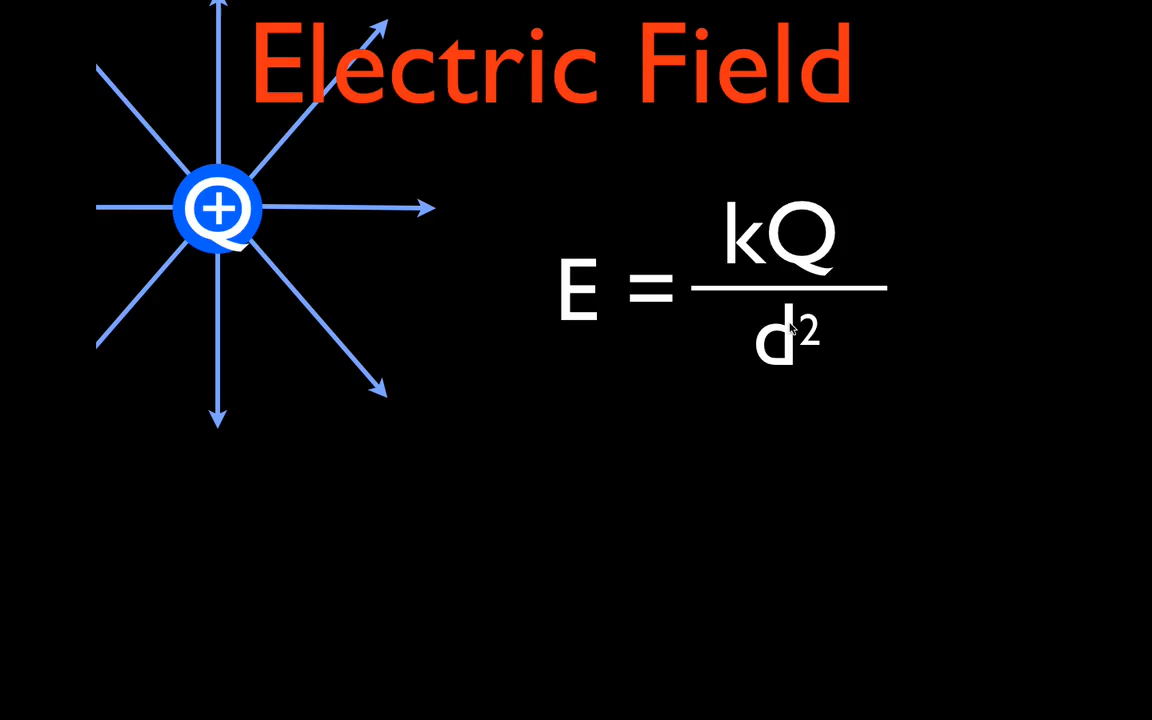 Electric Field
Q
+
E = kQ
d²